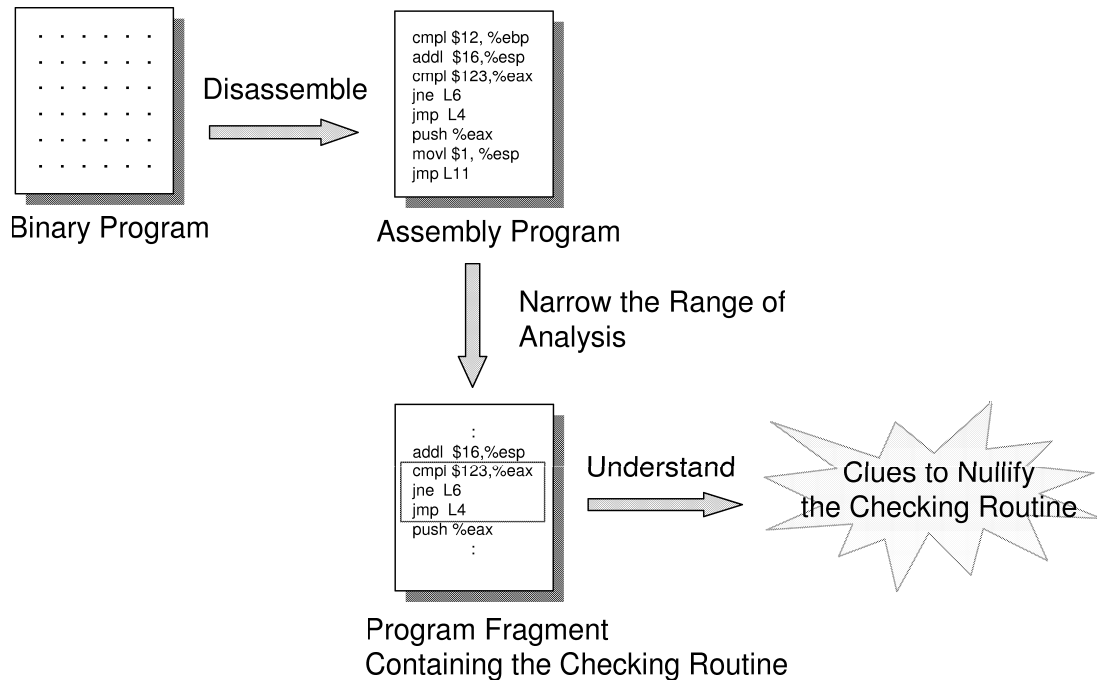 cmpl $12, %ebp
addl $16,%esp
cmpl $123,%eax
jne L6
jmp L4
push %eax
movl $1, %esp
jmp L11
Disassemble
Binary Program
Assembly Program
Narrow the Range of
Analysis
:
addl $16,%esp
cmpl $123,%eax
jne L6
jmp L4
push %eax
:
Understand
Clues to Nullify
the Checking Routine
Program Fragment
Containing the Checking Routine